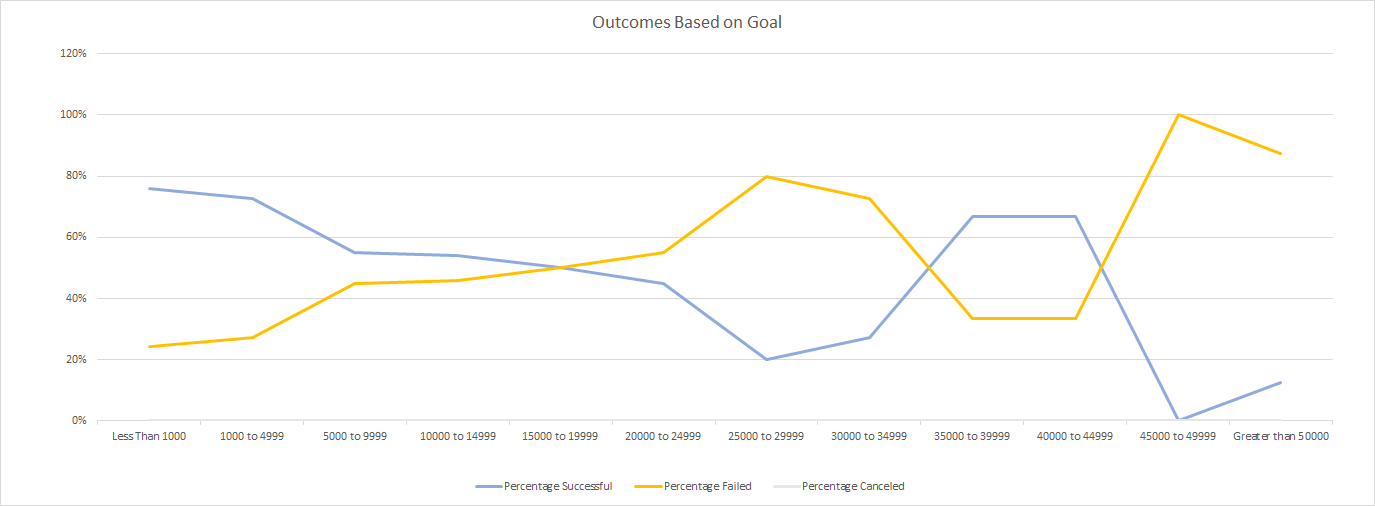 Outcomes Based on Goal
120%
100%
80%
60%
40%
20%
0%
Less Than 1000 1000 to 4999 5000 to 9999 10000 to 14999 15000 to 19999 20000 to 24999 25000 to 29999 30000 to 34999 35000 to 39999 40000 to 44999 45000 to 49999 Greater than 50000
Percentage Successful Percentage Failed Percentage Canceled